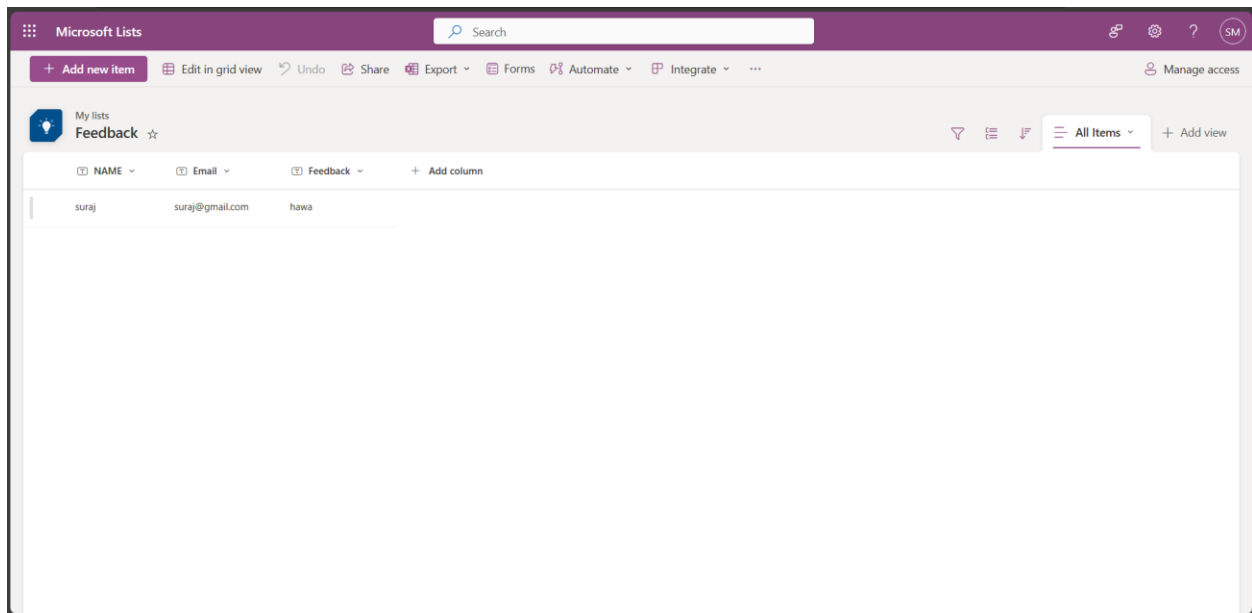 Microsoft Lists Search ? SM
+ Add new item Edit in grid view Undo Share Export Forms Automate Integrate ... Manage access
My lists
Feedback
All Items + Add view
NAME Email Feedback + Add column
suraj suraj@gmail.com hawa